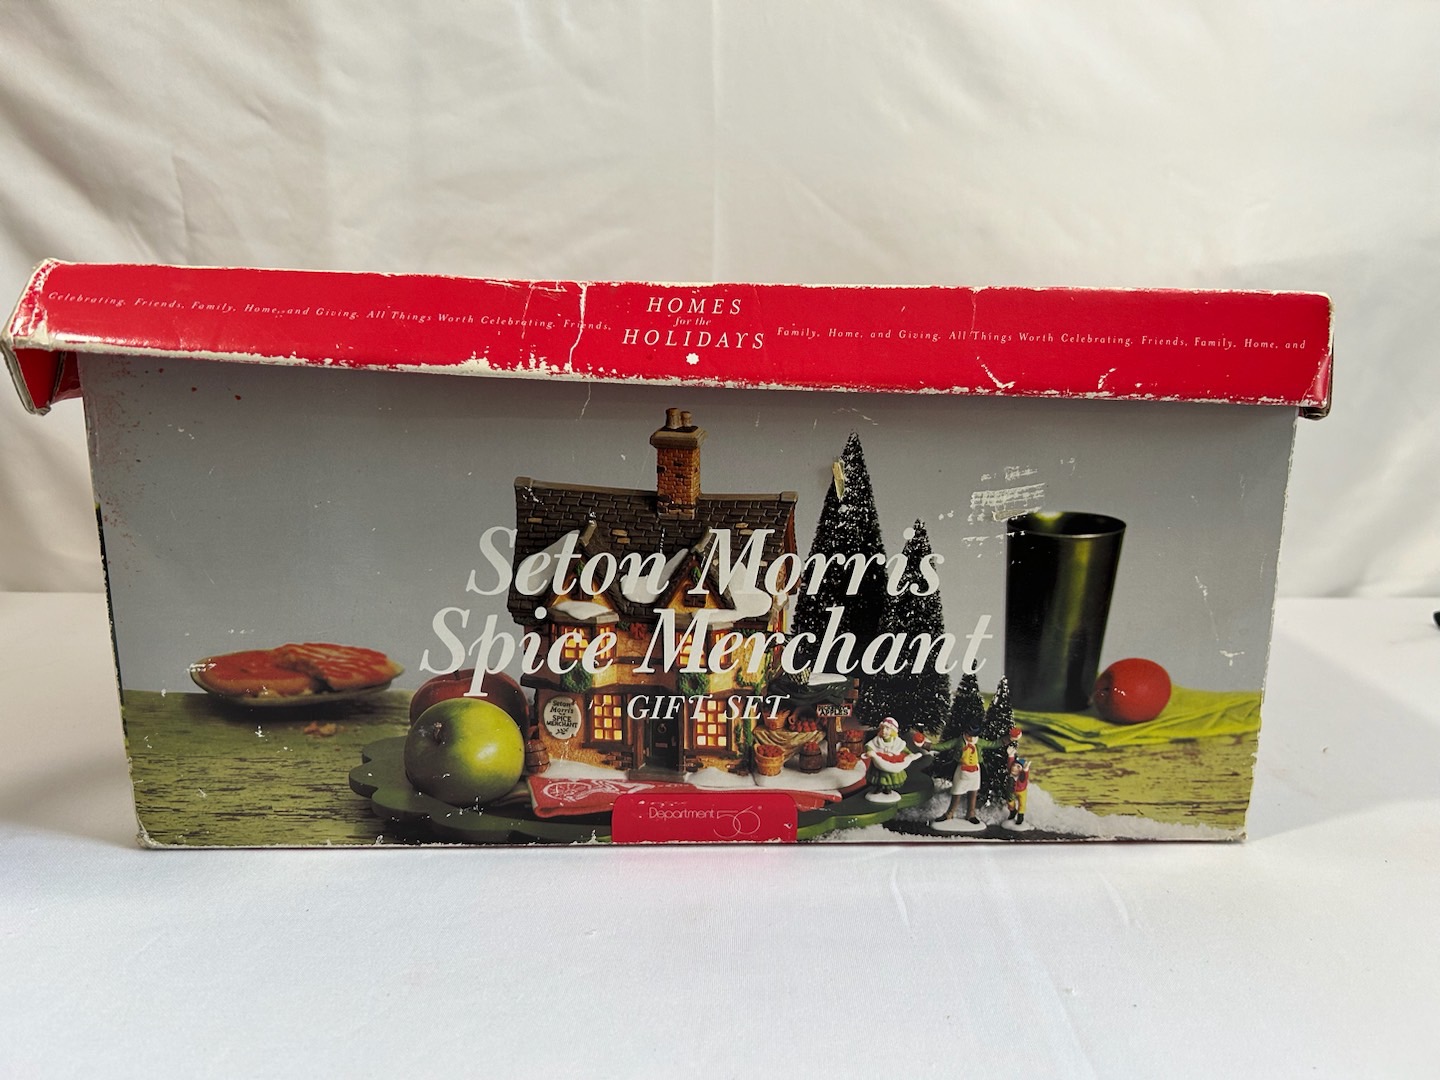 Celebrating. Friends. Family. Home. and Giving. All Things Worth Celebrating. Friends.
HOMES
for the
HOLIDAYS
Family. Home. and Giving. All Things Worth Celebrating. Friends. Family. Home. and
Seton Morris
Spice Merchant
GIFT SET
Seton
Morris
SPICE
MERCHANT
APPLES
Department 56